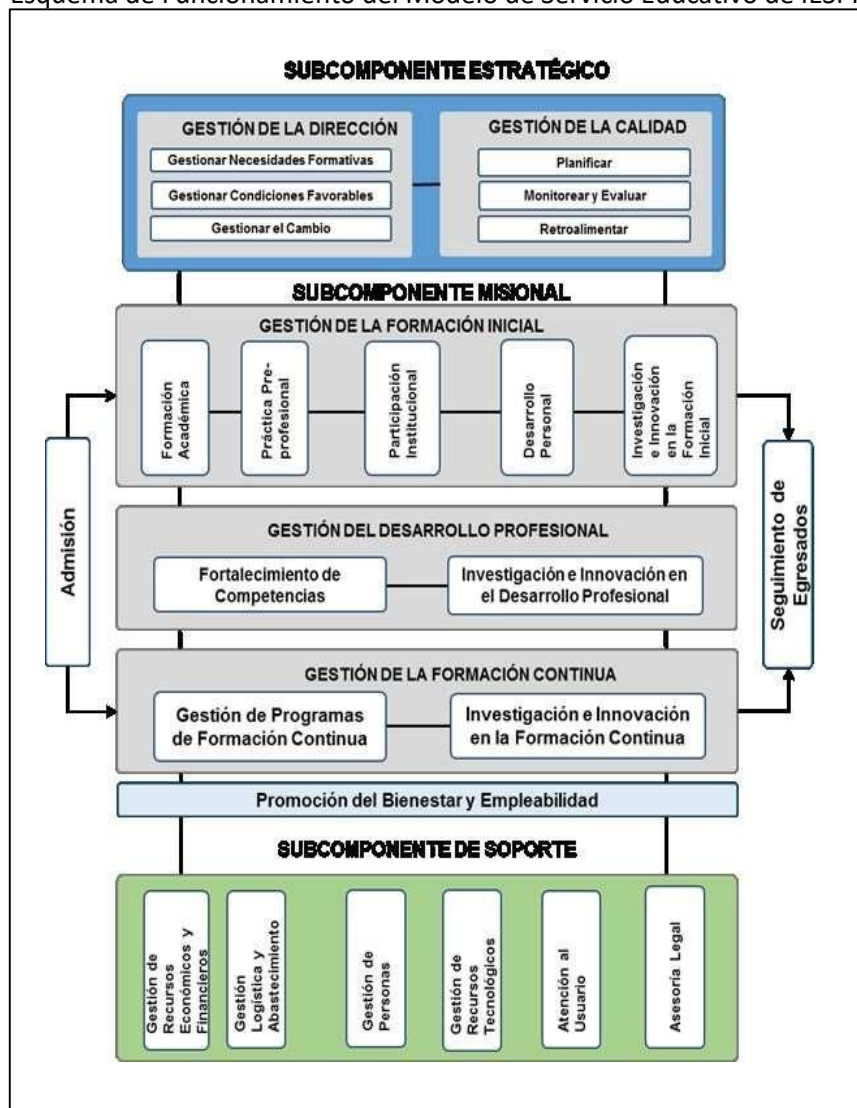 Esquema de Funcionamiento del Modelo de Servicio Educativo de
SUBCOMPONENTE ESTRATÉGICO
GESTIÓN DE LA DIRECCIÓN
Gestionar Necesidades Formativas
Gestionar Condiciones Favorables
Gestionar el Cambio
GESTIÓN DE LA CALIDAD
Planificar
Monitorear y Evaluar
Retroalimentar
SUBCOMPONENTE MISIONAL
GESTIÓN DE LA FORMACIÓN INICIAL
Formación
Académica
Práctica Pre-
profesional
Participación
Institucional
Desarrollo
Personal
Investigación
e Innovación
en la
Formación
Inicial
Admisión
Seguimiento de
Egresados
GESTIÓN DEL DESARROLLO PROFESIONAL
Fortalecimiento de
Competencias
Investigación e Innovación en
el Desarrollo Profesional
GESTIÓN DE LA FORMACIÓN CONTINUA
Gestión de Programas
de Formación Continua
Investigación e Innovación
en la Formación Continua
Promoción del Bienestar y Empleabilidad
SUBCOMPONENTE DE SOPORTE
Gestión de
Recursos
Económicos y
Financieros
Gestión
Logística y
Abastecimiento
Gestión de
Personas
Gestión de
Recursos
Tecnológicos
Atención al
Usuario
Asesoría Legal